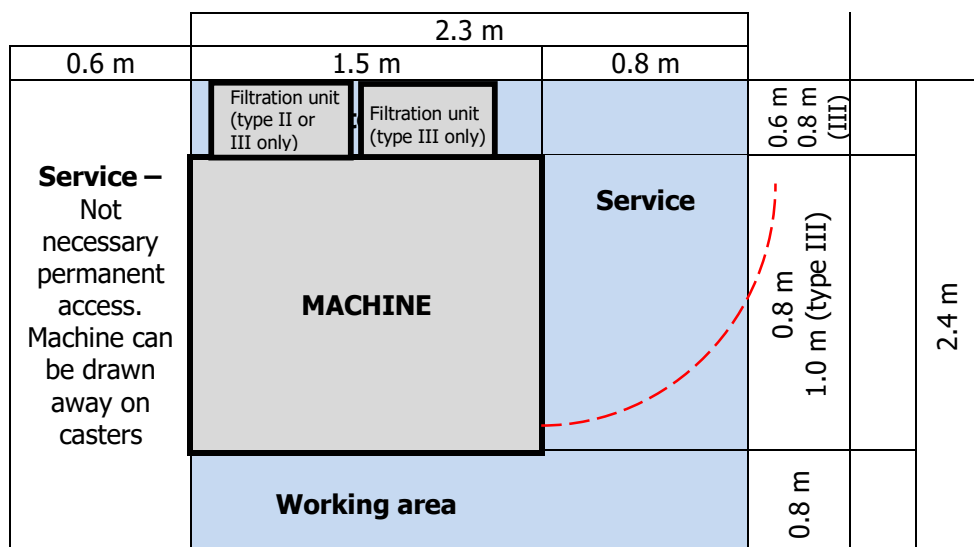 2.3 m
0.6 m
1.5 m
0.8 m
Filtration unit
(type II or
III only)
Filtration unit
(type III only)
0.6 m
0.8 m
(III)
Service –
Not
necessary
permanent
access.
Machine can
be drawn
away on
casters
MACHINE
Service
0.8 m
1.0 m (type III)
2.4 m
Working area
0.8 m